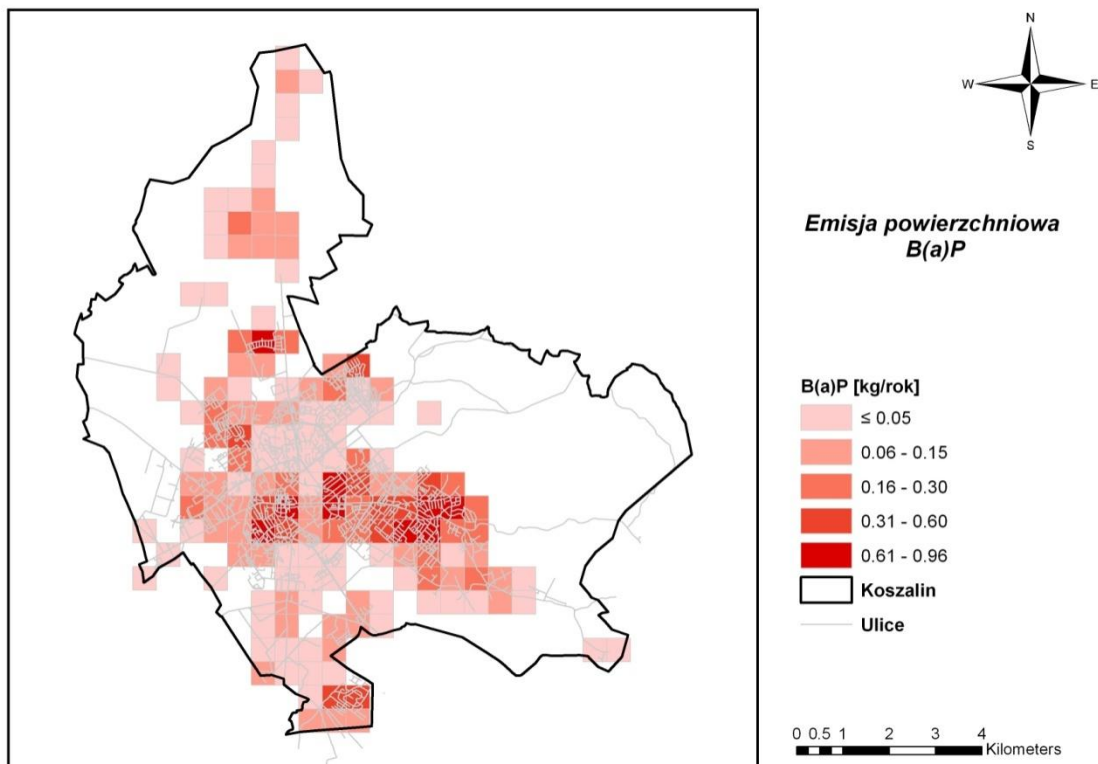 N
W E
S
Emisja powierzchniowa
B(a)P
B(a)P [kg/rok]
≤ 0.05
0.06 - 0.15
0.16 - 0.30
0.31 - 0.60
0.61 - 0.96
Koszalin
Ulice
0 0.5 1 2 3 4
Kilometers